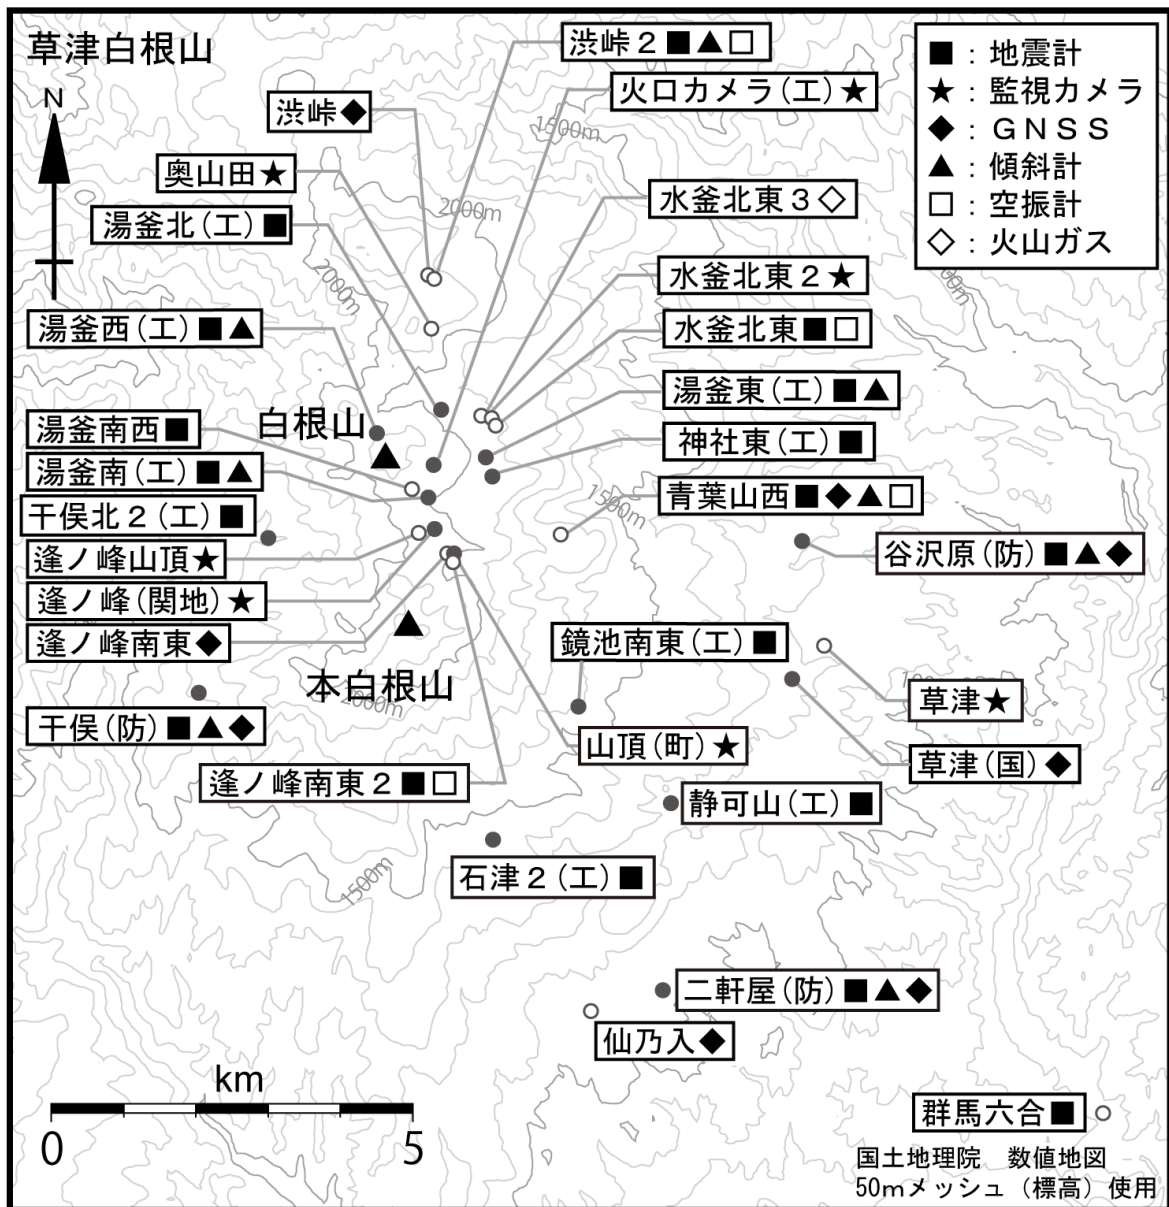 草津白根山
N
渋峠２■▲□
火口カメラ(工)★
渋峠◆
奥山田★
湯釜北(工)■
湯釜西(工)■▲
■：地震計
★：監視カメラ
◆：ＧＮＳＳ
▲：傾斜計
□：空振計
◇：火山ガス
水釜北東３◇
水釜北東２★
水釜北東■□
湯釜東(工)■▲
神社東(工)■
青葉山西■◆▲□
谷沢原(防)■▲◆
1500m
2000m
2000m
1500m
2000m
1500m
白根山
湯釜南西■
湯釜南(工)■▲
干俣北２(工)■
逢ノ峰山頂★
逢ノ峰(関地)★
逢ノ峰南東◆
本白根山
干俣(防)■▲◆
逢ノ峰南東２■□
鏡池南東(工)■
山頂(町)★
草津★
草津(国)◆
静可山(工)■
石津２(工)■
二軒屋(防)■▲◆
仙乃入◆
群馬六合■
km
0
5
国土地理院　数値地図
50mメッシュ（標高）使用